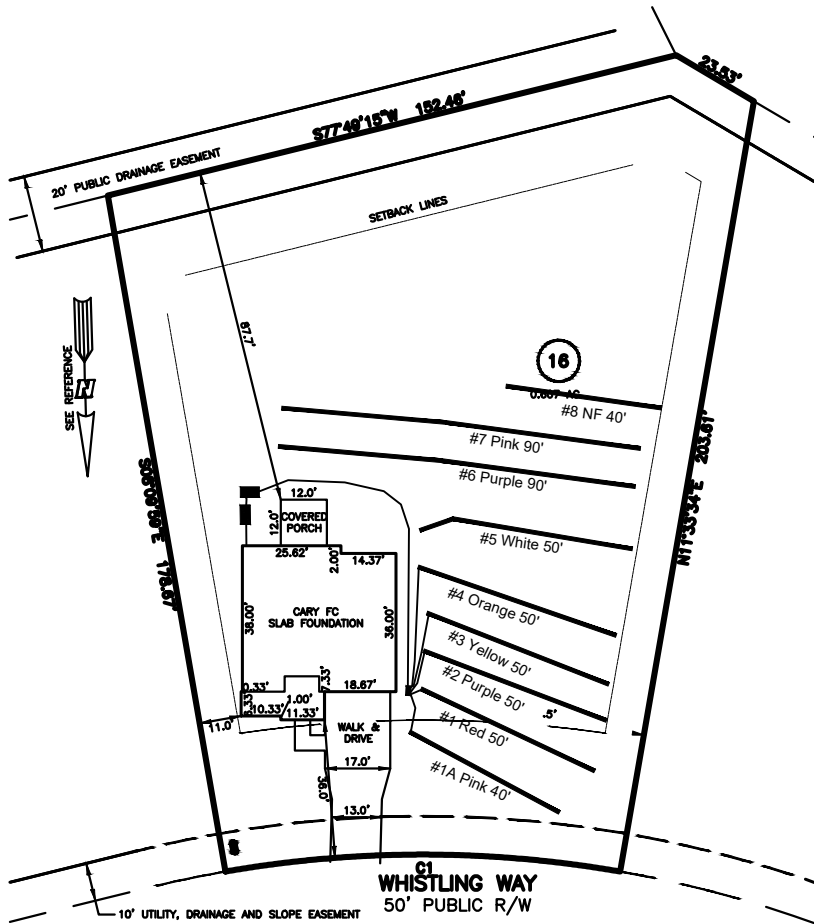 23.53'
S77°49'15"W 152.46'
20' PUBLIC DRAINAGE EASEMENT
SETBACK LINES
87.7'
SEE REFERENCE
N
16
#8 NF 40'
#7 Pink 90'
#6 Purple 90'
N11°33'34"E 203.61'
178.67'
12.0'
12.0'
COVERED
PORCH
#5 White 50'
25.62'
2.00'
14.37'
#4 Orange 50'
38.00'
CARY FC
SLAB FOUNDATION
36.00'
#3 Yellow 50'
#2 Purple 50'
0.33'
7.33'
18.67'
1.00'
10.33'
11.33'
11.0'
WALK &
DRIVE
.5'
#1 Red 50'
17.0'
#1A Pink 40'
36.0'
13.0'
C1
WHISTLING WAY
50' PUBLIC R/W
10' UTILITY, DRAINAGE AND SLOPE EASEMENT